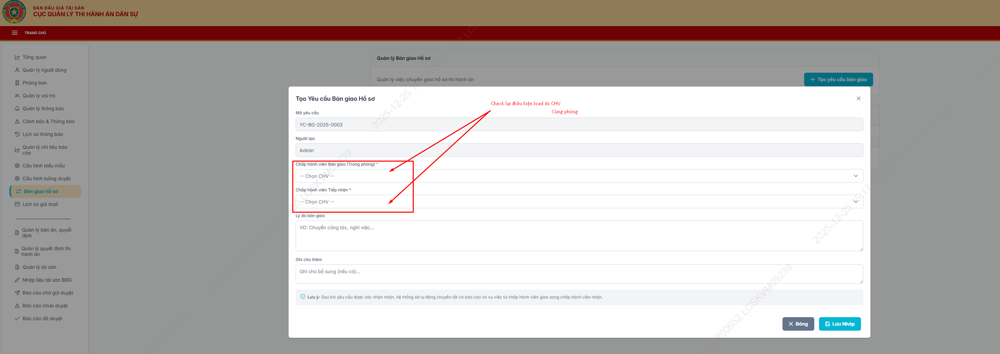 BÁN ĐẤU GIÁ TÀI SẢN
CỤC QUẢN LÝ THI HÀNH ÁN DÂN SỰ
TRANG CHỦ
Tổng quan
Quản lý người dùng
Phòng ban
Quản lý vai trò
Quản lý thông báo
Cảnh báo & Thông báo
Lịch sử thông báo
Quản lý chỉ tiêu báo
cáo
Cấu hình biểu mẫu
Cấu hình luồng duyệt
Bàn giao hồ sơ
Lịch sử gửi mail
Quản lý bản án, quyết
định
Quản lý quyết định thi
hành án
Quản lý tài sản
Nhập liệu tài sản BĐG
Báo cáo chờ gửi duyệt
Báo cáo chưa duyệt
Báo cáo đã duyệt
Quản lý Bàn giao Hồ sơ
Quản lý việc chuyển giao hồ sơ thi hành án
Tạo yêu cầu bàn giao
Tạo Yêu cầu Bàn giao Hồ sơ
Check lại điều kiện load ds CHV
Cùng phòng
Mã yêu cầu
YC-BG-2025-0003
Người tạo
Admin
Chấp hành viên Bàn giao (Trong phòng) *
-- Chọn CHV --
Chấp hành viên Tiếp nhận *
-- Chọn CHV --
Lý do bàn giao
VD: Chuyển công tác, nghỉ việc...
Ghi chú thêm
Ghi chú bổ sung (nếu có)...
Lưu ý: Sau khi yêu cầu được xác nhận nhận, hệ thống sẽ tự động chuyển tất cả báo cáo và vụ việc từ chấp hành viên giao sang chấp hành viên nhận.
Đóng
Lưu Nháp
2025-12-25 15:17 63200652 LCSKVM09239